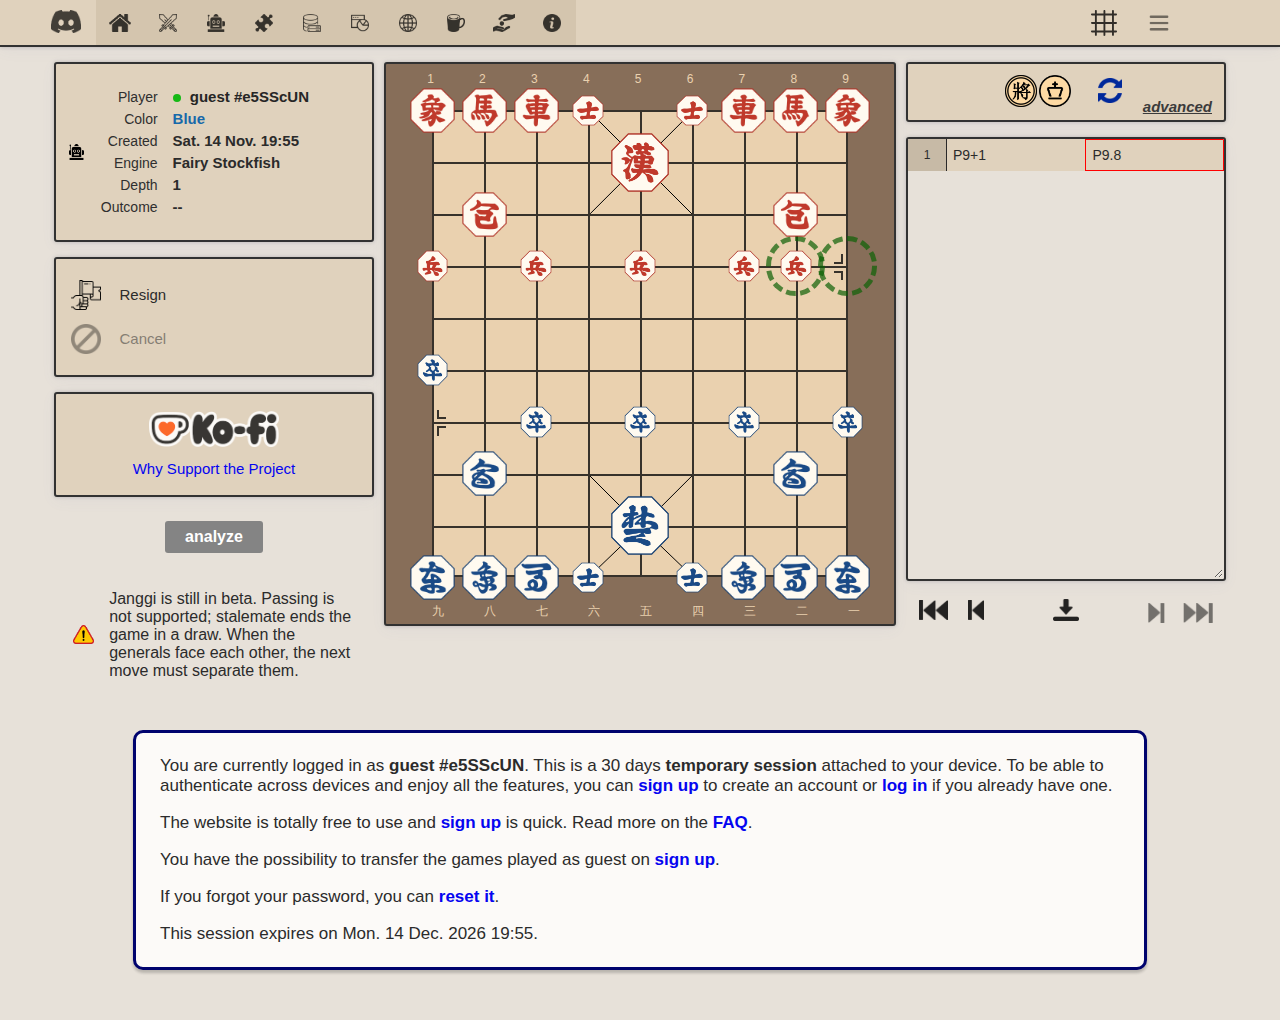 Player guest #e5SScUN
Color Blue
Created Sat. 14 Nov. 19:55
Engine Fairy Stockfish
Depth 1
Outcome --
Resign
Cancel
Ko-fi
Why Support the Project
analyze
Janggi is still in beta. Passing is
not supported; stalemate ends the
game in a draw. When the
generals face each other, the next
move must separate them.
1 2 3 4 5 6 7 8 9
象 馬 車 士 士 車 馬 象
漢
包 包
兵 兵 兵 兵 兵
卒
卒 卒 卒 卒
楚
士 士
九 八 七 六 五 四 三 二 一
將
advanced
1 P9+1 P9.8
You are currently logged in as guest #e5SScUN. This is a 30 days temporary session attached to your device. To be able to
authenticate across devices and enjoy all the features, you can sign up to create an account or log in if you already have one.
The website is totally free to use and sign up is quick. Read more on the FAQ.
You have the possibility to transfer the games played as guest on sign up.
If you forgot your password, you can reset it.
This session expires on Mon. 14 Dec. 2026 19:55.